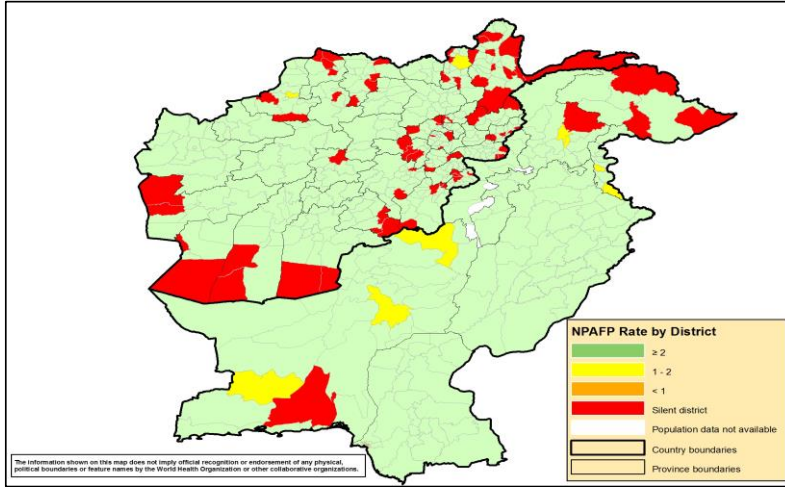 NPAFP Rate by District
≥ 2
1 - 2
< 1
Silent district
Population data not available
Country boundaries
Province boundaries
The information shown on this map does not imply official recognition or endorsement of any physical,
political boundaries or feature names by the World Health Organization or other collaborative organizations.